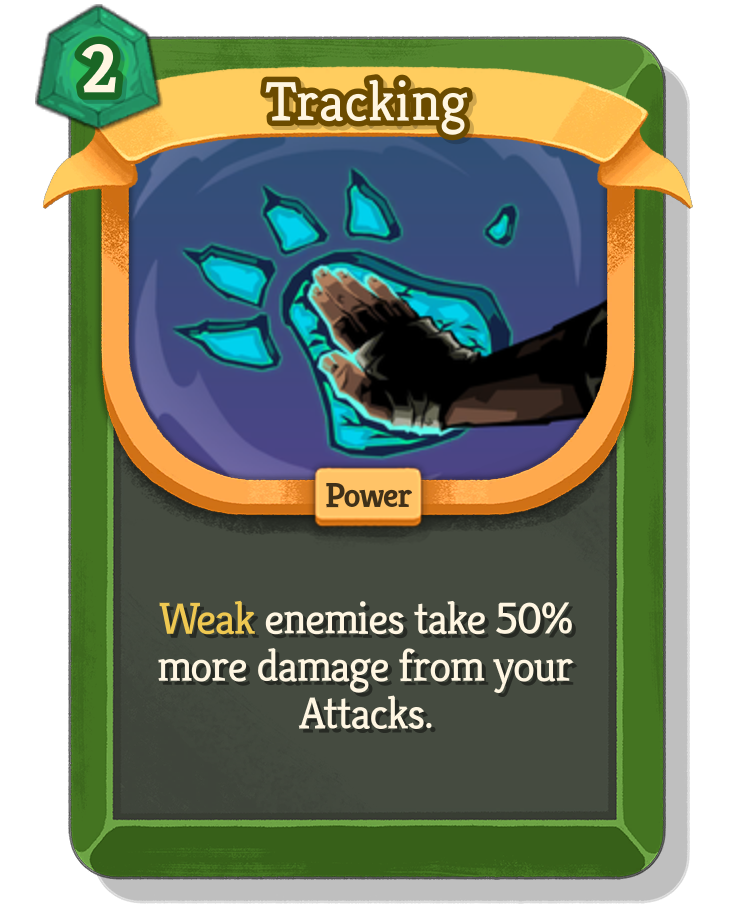 2
Tracking
Power
Weak enemies take 50%
more damage from your
Attacks.